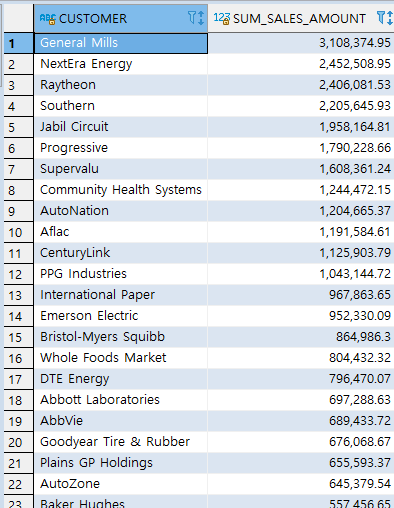 ABC CUSTOMER 123 SUM_SALES_AMOUNT
1 General Mills 3,108,374.95
2 NextEra Energy 2,452,508.95
3 Raytheon 2,406,081.53
4 Southern 2,205,645.93
5 Jabil Circuit 1,958,164.81
6 Progressive 1,790,228.66
7 Supervalu 1,608,361.24
8 Community Health Systems 1,244,472.15
9 AutoNation 1,204,665.37
10 Aflac 1,191,584.61
11 CenturyLink 1,125,903.79
12 PPG Industries 1,043,144.72
13 International Paper 967,863.65
14 Emerson Electric 952,330.09
15 Bristol-Myers Squibb 864,986.3
16 Whole Foods Market 804,432.32
17 DTE Energy 796,470.07
18 Abbott Laboratories 697,288.63
19 AbbVie 689,433.72
20 Goodyear Tire & Rubber 676,068.67
21 Plains GP Holdings 655,593.37
22 AutoZone 645,379.54
23 Baker Hughes 557,456.65